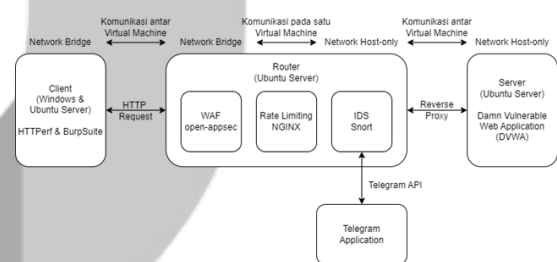 Komunikasi antar
Virtual Machine
Komunikasi pada satu
Virtual Machine
Komunikasi antar
Virtual Machine
Network Bridge
Network Bridge
Network Host-only
Network Host-only
Client
(Windows &
Ubuntu Server)
HTTPerf & BurpSuite
HTTP
Request
Router
(Ubuntu Server)
WAF
open-appsec
Rate Limiting
NGINX
IDS
Snort
Reverse
Proxy
Server
(Ubuntu Server)
Damn Vulnerable
Web Application
(DVWA)
Telegram API
Telegram
Application